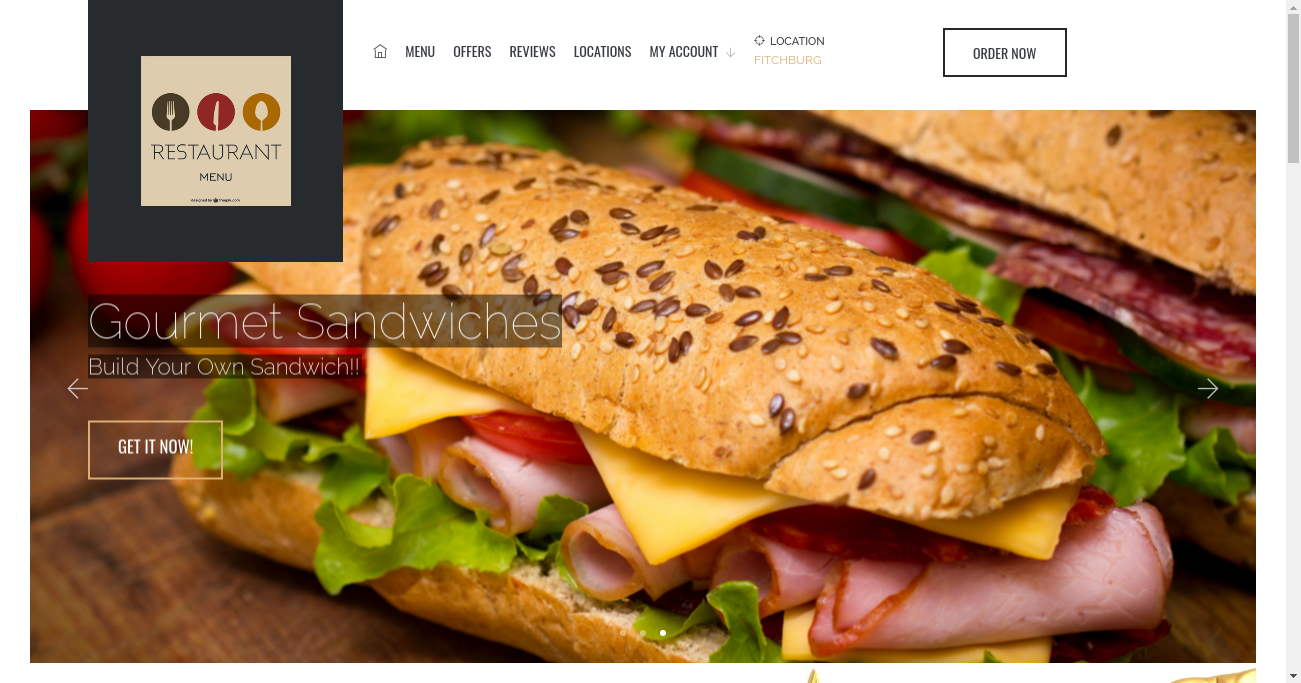 MENU
OFFERS
REVIEWS
LOCATIONS
MY ACCOUNT
LOCATION
FITCHBURG
ORDER NOW
RESTAURANT
MENU
designed by freepik.com
Gourmet Sandwiches
Build Your Own Sandwich!!
GET IT NOW!